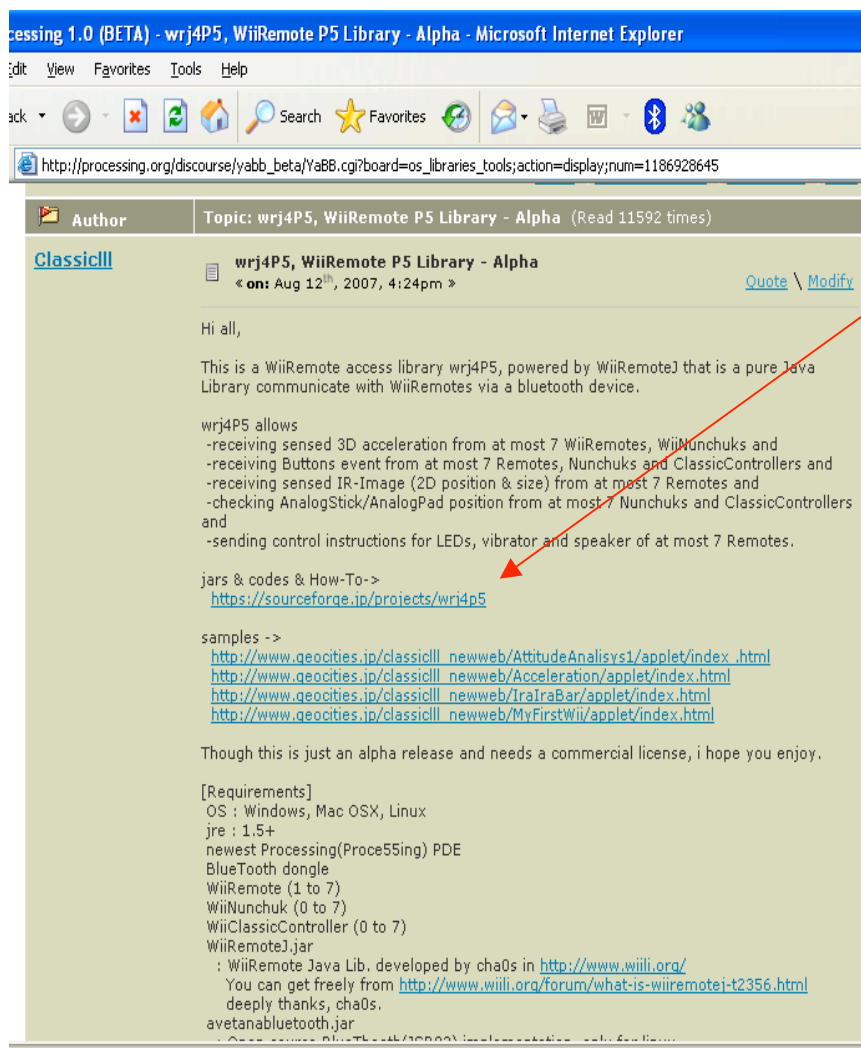 cessing 1.0 (BETA) - wrj4P5, WiiRemote P5 Library - Alpha - Microsoft Internet Explorer
Edit View Favorites Tools Help
ack Search Favorites
http://processing.org/discourse/yabb_beta/YaBB.cgi?board=os_libraries_tools;action=display;num=1186928645
Author Topic: wrj4P5, WiiRemote P5 Library - Alpha (Read 11592 times)
Classiclll wrj4P5, WiiRemote P5 Library - Alpha
« on: Aug 12th, 2007, 4:24pm » Quote \ Modify
Hi all,
This is a WiiRemote access library wrj4P5, powered by WiiRemoteJ that is a pure Java
Library communicate with WiiRemotes via a bluetooth device.
wrj4P5 allows
-receiving sensed 3D acceleration from at most 7 WiiRemotes, WiiNunchuks and
-receiving Buttons event from at most 7 Remotes, Nunchuks and ClassicControllers and
-receiving sensed IR-Image (2D position & size) from at most 7 Remotes and
-checking AnalogStick/AnalogPad position from at most 7 Nunchuks and ClassicControllers
and
-sending control instructions for LEDs, vibrator and speaker of at most 7 Remotes.
jars & codes & How-To->
https://sourceforge.jp/projects/wrj4p5
samples ->
http://www.geocities.jp/classiclll_newweb/AttitudeAnalisys1/applet/index_.html
http://www.geocities.jp/classiclll_newweb/Acceleration/applet/index.html
http://www.geocities.jp/classiclll_newweb/IraIraBar/applet/index.html
http://www.geocities.jp/classiclll_newweb/MyFirstWii/applet/index.html
Though this is just an alpha release and needs a commercial license, i hope you enjoy.
[Requirements]
OS : Windows, Mac OSX, Linux
jre : 1.5+
newest Processing(Proce55ing) PDE
BlueTooth dongle
WiiRemote (1 to 7)
WiiNunchuk (0 to 7)
WiiClassicController (0 to 7)
WiiRemoteJ.jar
: WiiRemote Java Lib. developed by cha0s in http://www.wiili.org/
You can get freely from http://www.wiili.org/forum/what-is-wiiremotej-t2356.html
deeply thanks, cha0s.
avetanabluetooth.jar